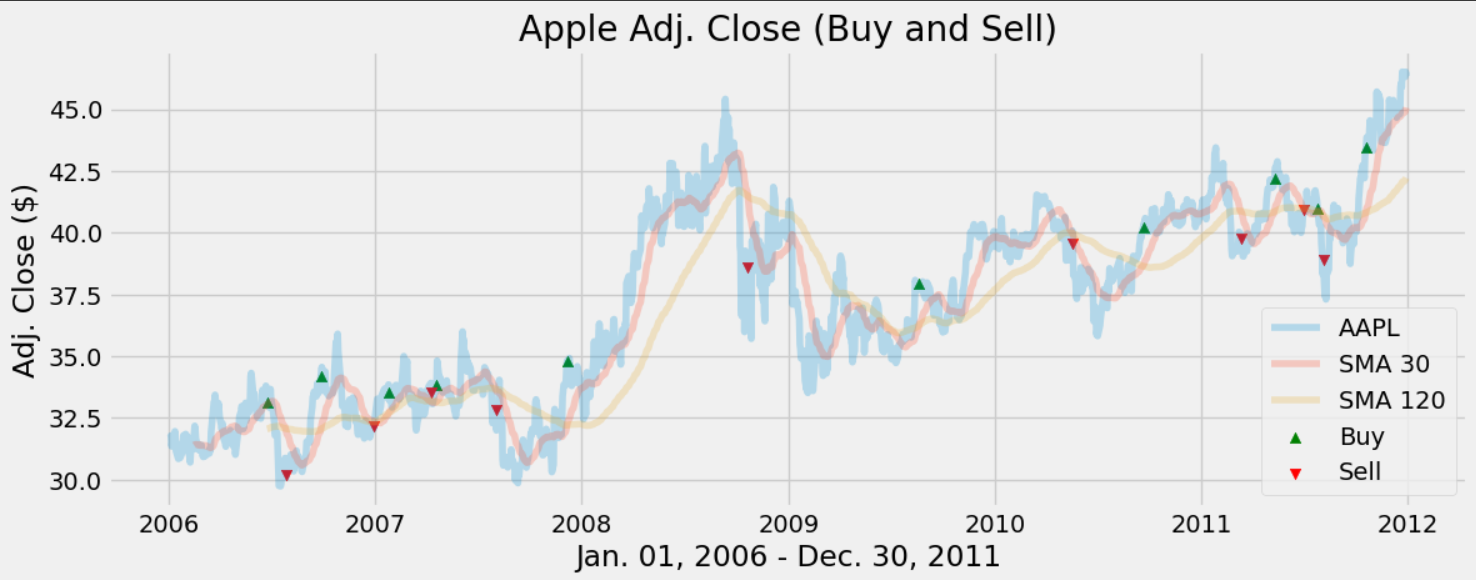 Apple Adj. Close (Buy and Sell)
Adj. Close ($)
45.0
42.5
40.0
37.5
35.0
32.5
30.0
AAPL
SMA 30
SMA 120
Buy
Sell
2006 2007 2008 2009 2010 2011 2012
Jan. 01, 2006 - Dec. 30, 2011